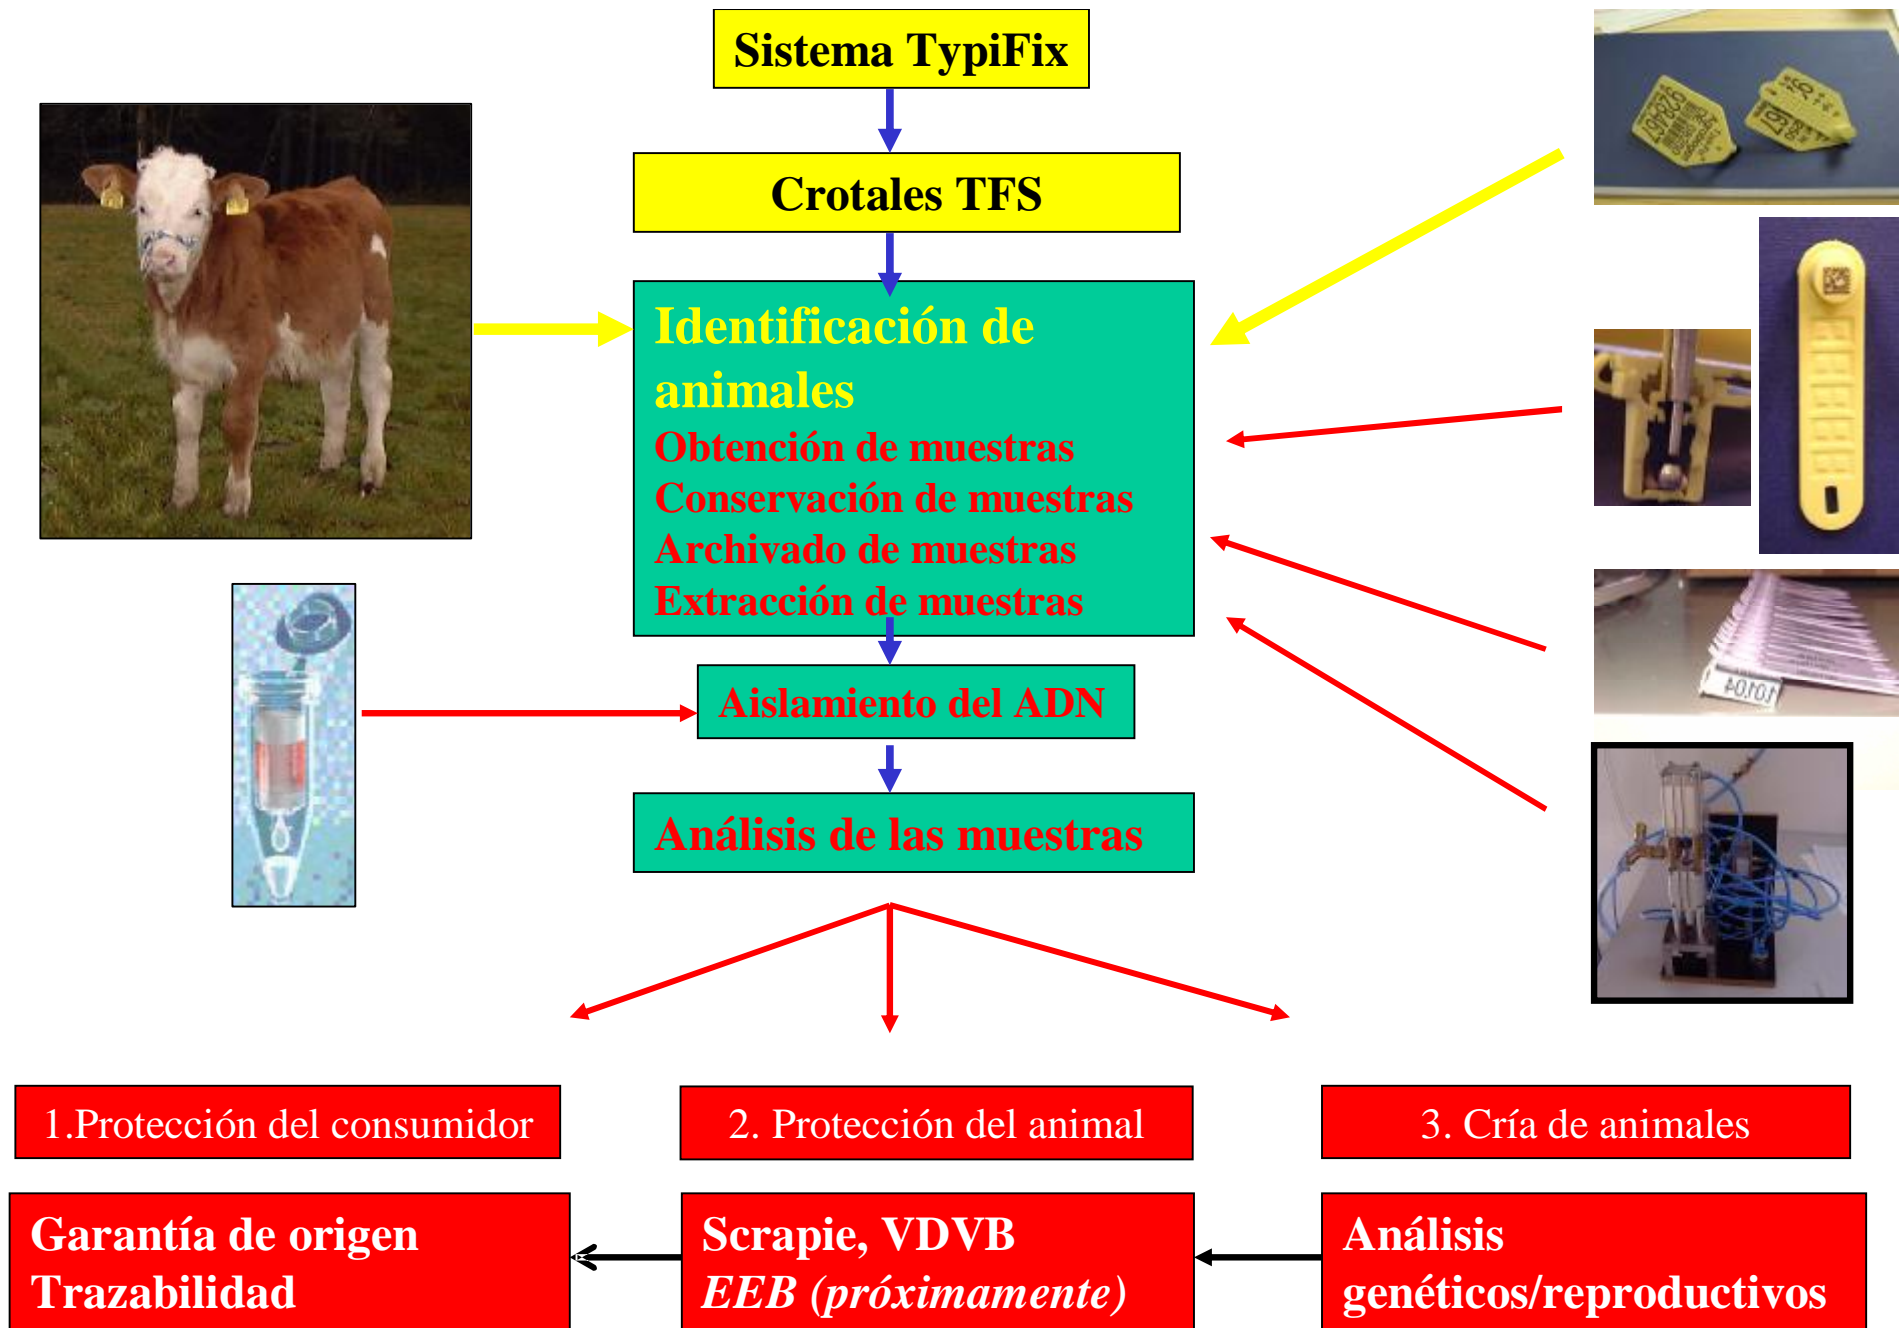 Sistema TypiFix
Crotales TFS
Identificación de
animales
Obtención de muestras
Conservación de muestras
Archivado de muestras
Extracción de muestras
Aislamiento del ADN
Análisis de las muestras
1.Protección del consumidor
2. Protección del animal
3. Cría de animales
Garantía de origen
Trazabilidad
Scrapie, VDVB
EEB (próximamente)
Análisis
genéticos/reproductivos
928467
10104